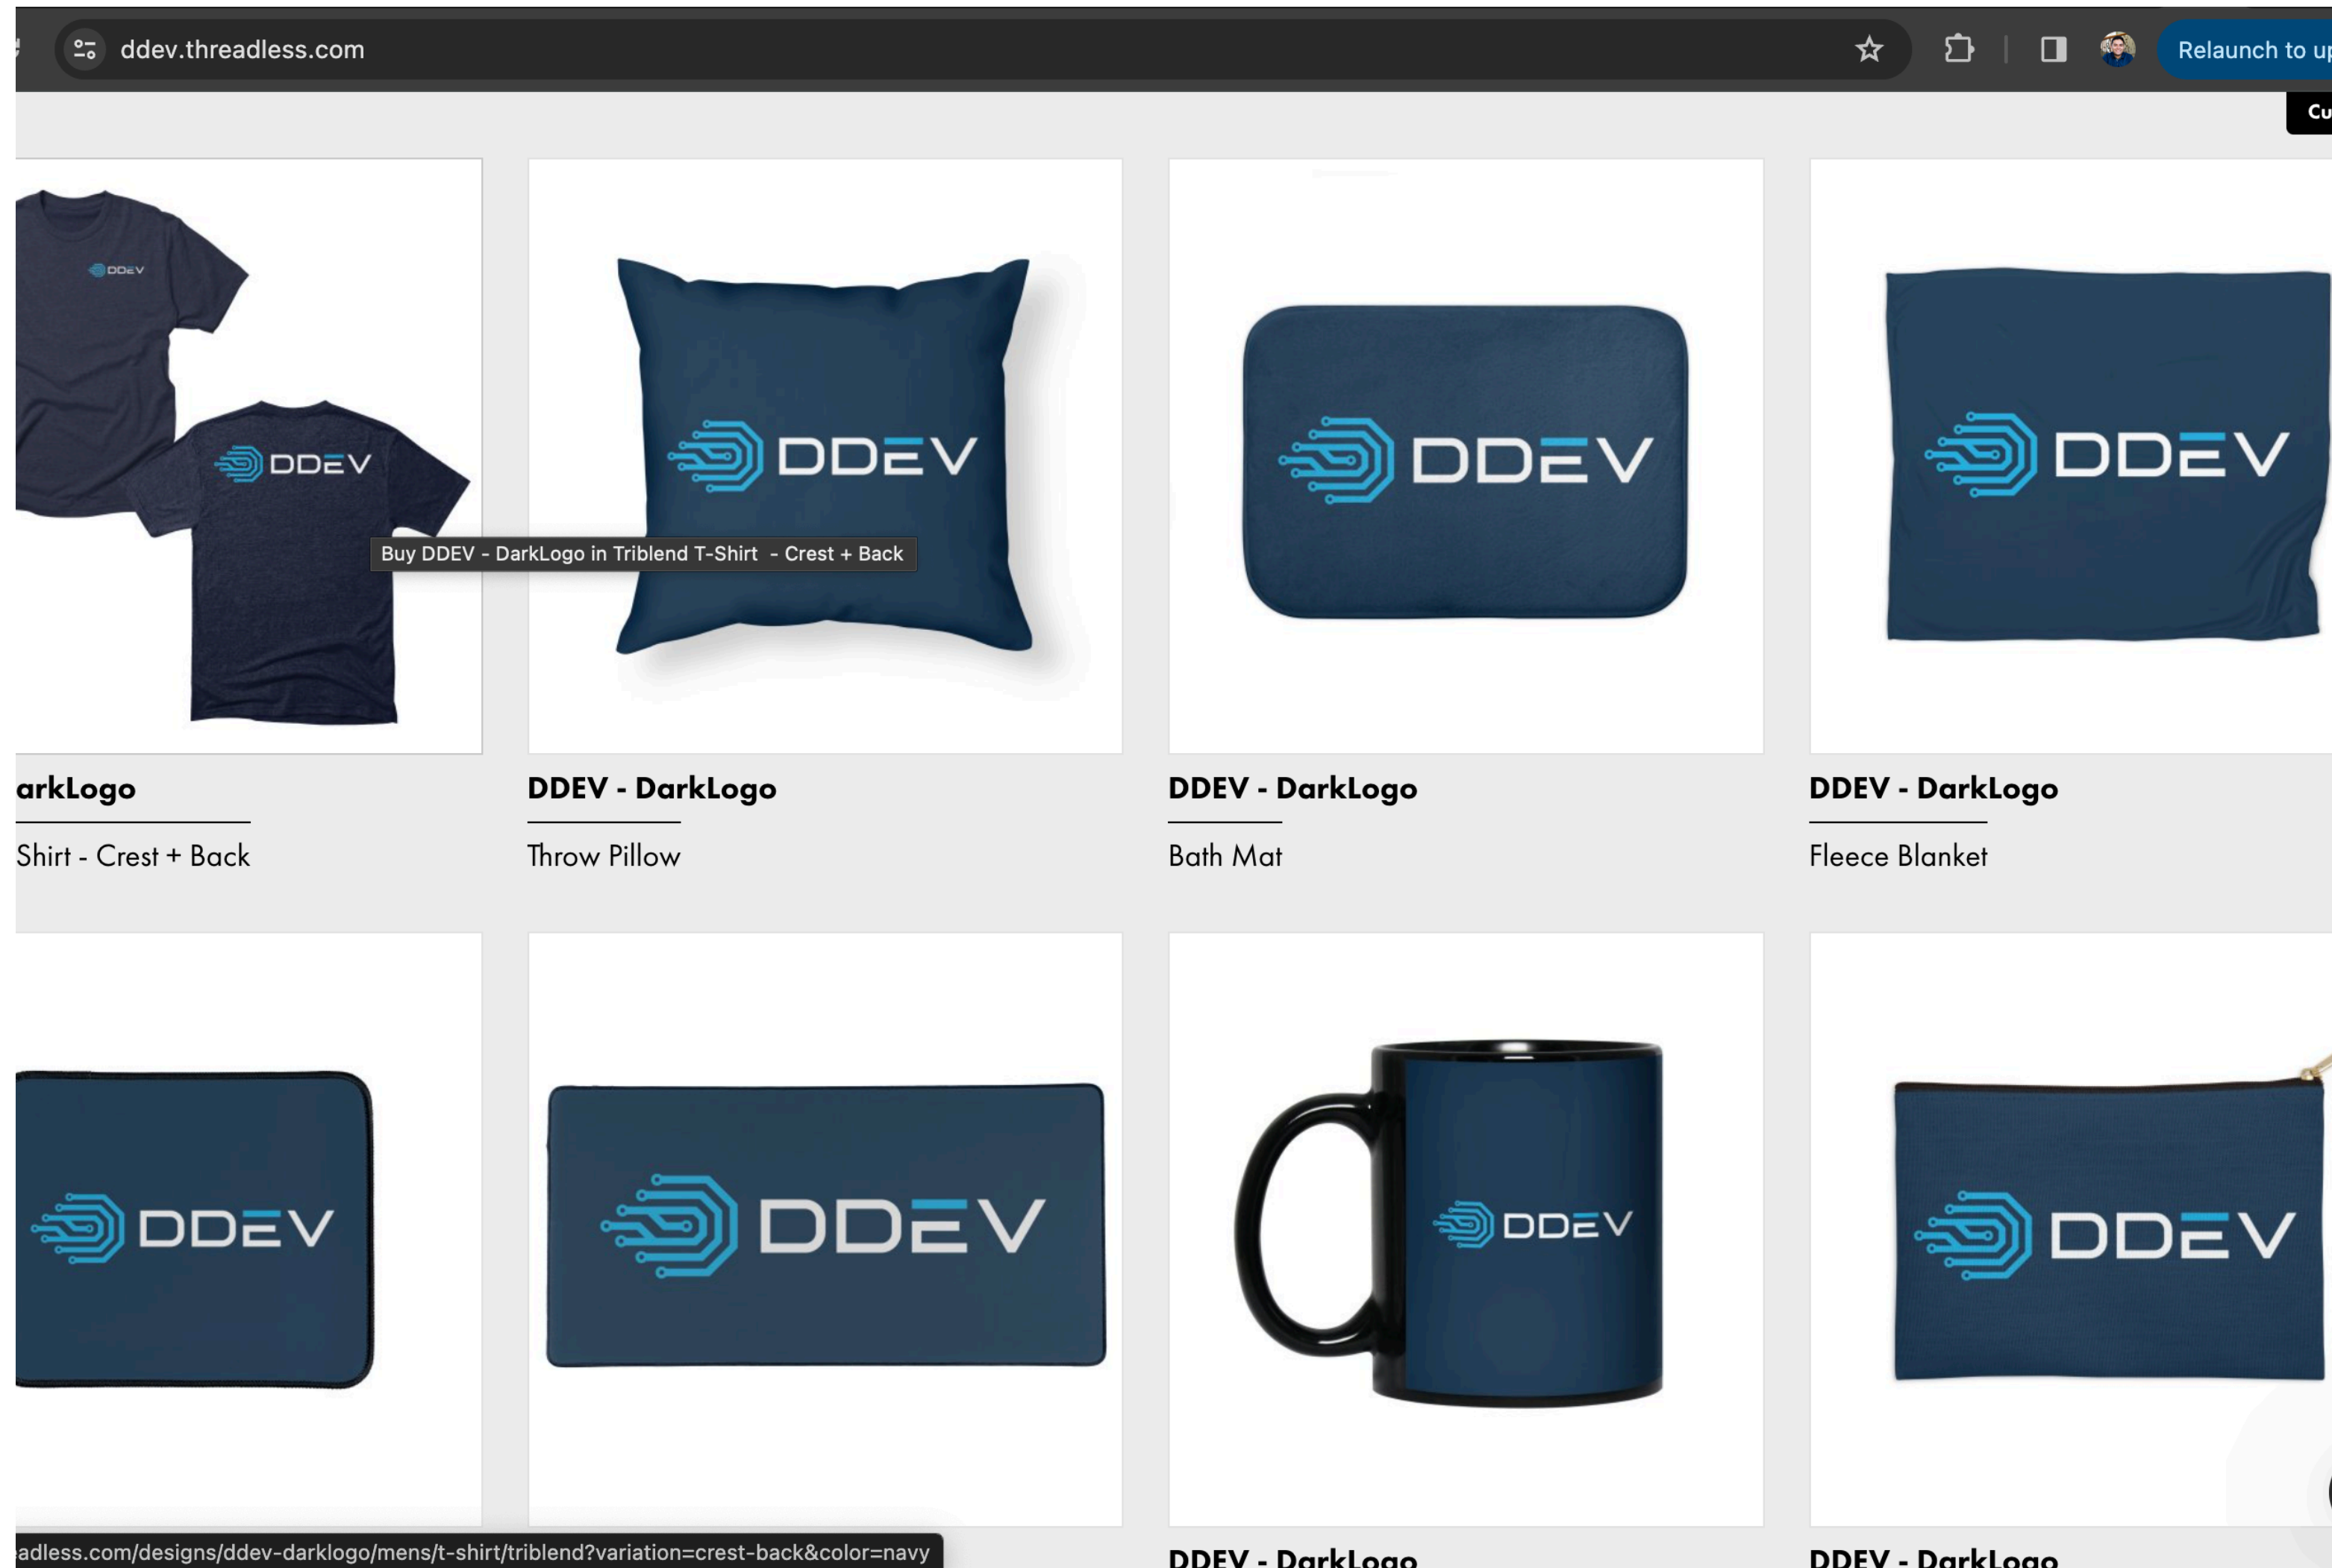 ddev.threadless.com
Relaunch to up
Cu
DDEV
DDEV
DDEV
DDEV
DDEV
Buy DDEV - DarkLogo in Triblend T-Shirt - Crest + Back
arkLogo
Shirt - Crest + Back
DDEV - DarkLogo
Throw Pillow
DDEV - DarkLogo
Bath Mat
DDEV - DarkLogo
Fleece Blanket
DDEV
DDEV
DDEV
DDEV
adless.com/designs/ddev-darklogo/mens/t-shirt/triblend?variation=crest-back&color=navy
DDEV - DarkLogo
DDEV - DarkLogo